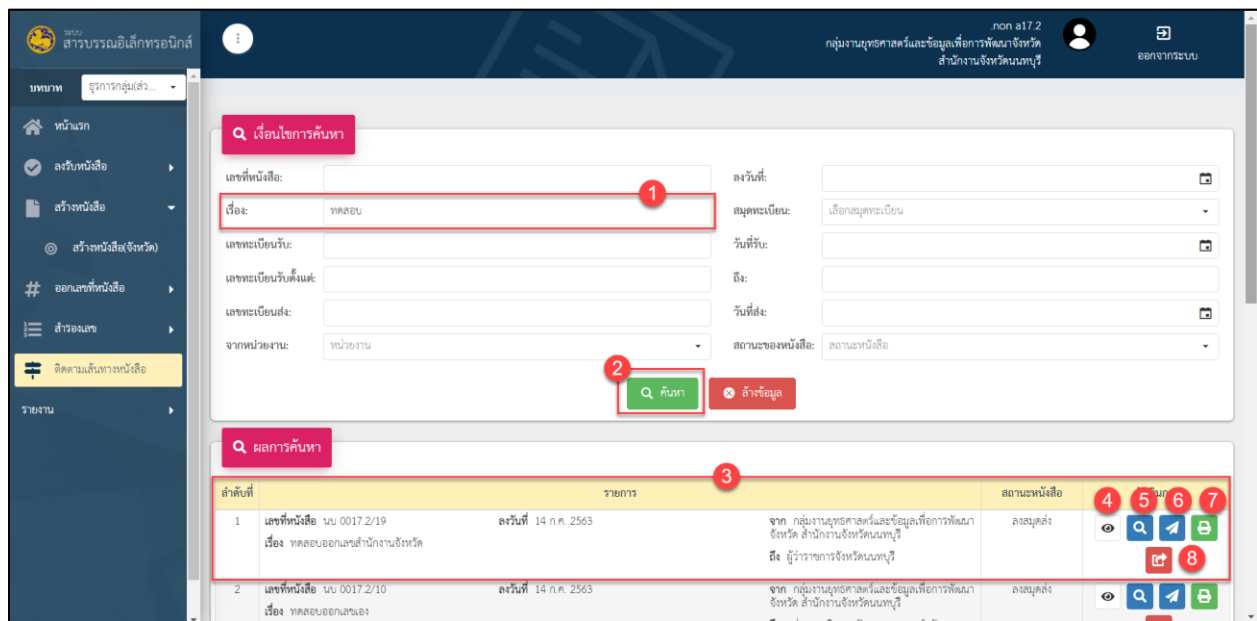 ระบบ
สารบรรณอิเล็กทรอนิกส์
.non a17.2
กลุ่มงานยุทธศาสตร์และข้อมูลเพื่อการพัฒนาจังหวัด
สำนักงานจังหวัดนนทบุรี
ออกจากระบบ
บทบาท ธุรการกลุ่ม(ส่ว...
หน้าแรก
ลงรับหนังสือ
สร้างหนังสือ
สร้างหนังสือ(จังหวัด)
ออกเลขที่หนังสือ
สำรองเลข
ติดตามเส้นทางหนังสือ
รายงาน
เงื่อนไขการค้นหา
เลขที่หนังสือ: ลงวันที่:
1
เรื่อง: ทดสอบ สมุดทะเบียน: เลือกสมุดทะเบียน
เลขทะเบียนรับ: วันที่รับ:
เลขทะเบียนรับตั้งแต่: ถึง:
เลขทะเบียนส่ง: วันที่ส่ง:
จากหน่วยงาน: หน่วยงาน สถานะของหนังสือ: สถานะหนังสือ
2
ค้นหา ล้างข้อมูล
ผลการค้นหา
3
ลำดับที่ รายการ สถานะหนังสือ
4 5 6 7
1 เลขที่หนังสือ นบ 0017.2/19 ลงวันที่ 14 ก.ค. 2563 จาก กลุ่มงานยุทธศาสตร์และข้อมูลเพื่อการพัฒนา ลงสมุดส่ง
จังหวัด สำนักงานจังหวัดนนทบุรี
เรื่อง ทดสอบออกเลขสำนักงานจังหวัด
ถึง ผู้ว่าราชการจังหวัดนนทบุรี
8
2 เลขที่หนังสือ นบ 0017.2/10 ลงวันที่ 14 ก.ค. 2563 จาก กลุ่มงานยุทธศาสตร์และข้อมูลเพื่อการพัฒนา ลงสมุดส่ง
จังหวัด สำนักงานจังหวัดนนทบุรี
เรื่อง ทดสอบออกเลขเอง